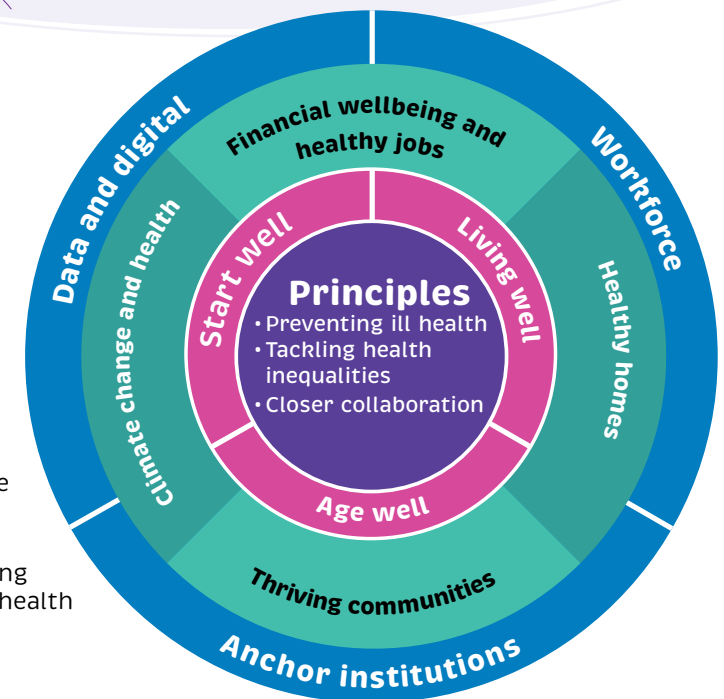 Data and digital
Workforce
Anchor institutions
Financial wellbeing and
healthy jobs
Climate change and health
Healthy homes
Thriving communities
Start well
Living well
Age well
Principles
• Preventing ill health
• Tackling health
inequalities
• Closer collaboration
health